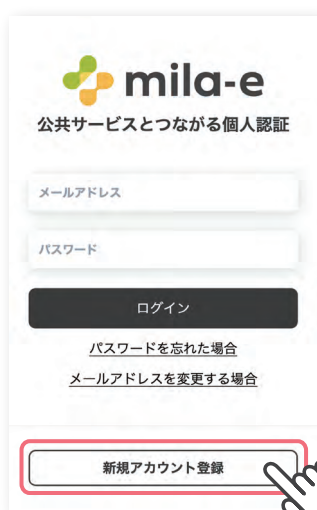 mila-e
公共サービスとつながる個人認証
メールアドレス
パスワード
ログイン
パスワードを忘れた場合
メールアドレスを変更する場合
新規アカウント登録